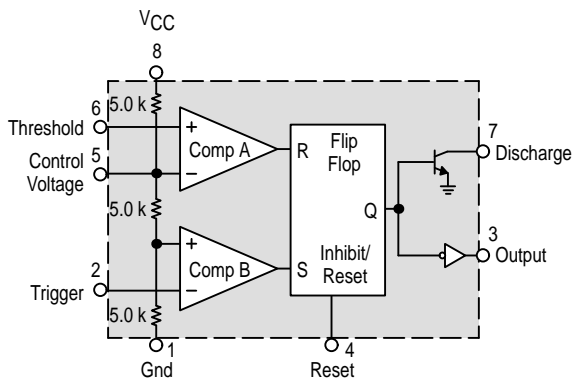 VCC
8
5.0 k
6
Threshold
+
Comp A
–
R
Flip
Flop
7
Discharge
Control
Voltage
5
5.0 k
Q
3
Output
+
Comp B
–
S
Inhibit/
Reset
2
Trigger
5.0 k
1
Gnd
4
Reset